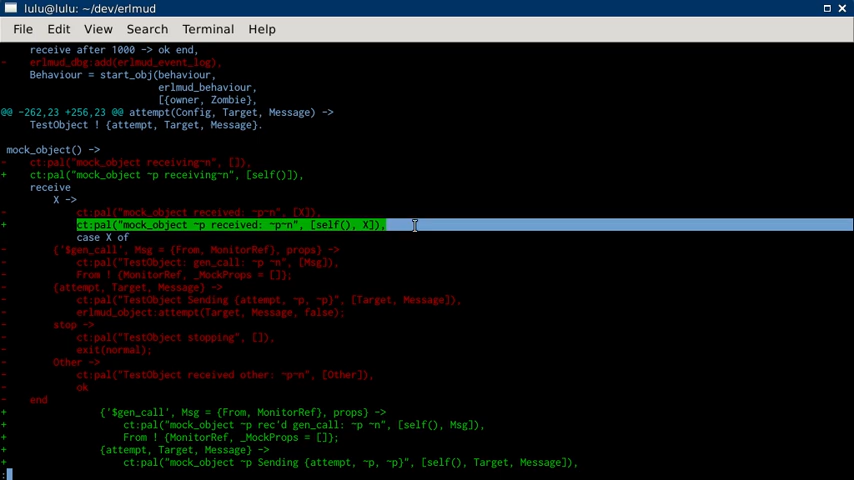 lulu@lulu: ~/dev/erlmud
File Edit View Search Terminal Help
    receive after 1000 -> ok end,
-    erlmud_dbg:add(erlmud_event_log),
    Behaviour = start_obj(behaviour,
                          erlmud_behaviour,
                          [{owner, Zombie},
@@ -262,23 +256,23 @@ attempt(Config, Target, Message) ->
    TestObject ! {attempt, Target, Message}.
mock_object() ->
-    ct:pal("mock_object receiving~n", []),
+    ct:pal("mock_object ~p receiving~n", [self()]),
    receive
        X ->
-            ct:pal("mock_object received: ~p~n", [X]),
+            ct:pal("mock_object ~p received: ~p~n", [self(), X]),
            case X of
-        {'$gen_call', Msg = {From, MonitorRef}, props} ->
-            ct:pal("TestObject: gen_call: ~p ~n", [Msg]),
-            From ! {MonitorRef, _MockProps = []};
-        {attempt, Target, Message} ->
-            ct:pal("TestObject Sending {attempt, ~p, ~p}", [Target, Message]),
-            erlmud_object:attempt(Target, Message, false);
-        stop ->
-            ct:pal("TestObject stopping", []),
-            exit(normal);
-        Other ->
-            ct:pal("TestObject received other: ~p~n", [Other]),
-            ok
-    end
+                {'$gen_call', Msg = {From, MonitorRef}, props} ->
+                    ct:pal("mock_object ~p rec'd gen_call: ~p ~n", [self(), Msg]),
+                    From ! {MonitorRef, _MockProps = []};
+                {attempt, Target, Message} ->
+                    ct:pal("mock_object ~p Sending {attempt, ~p, ~p}", [self(), Target, Message]),
: